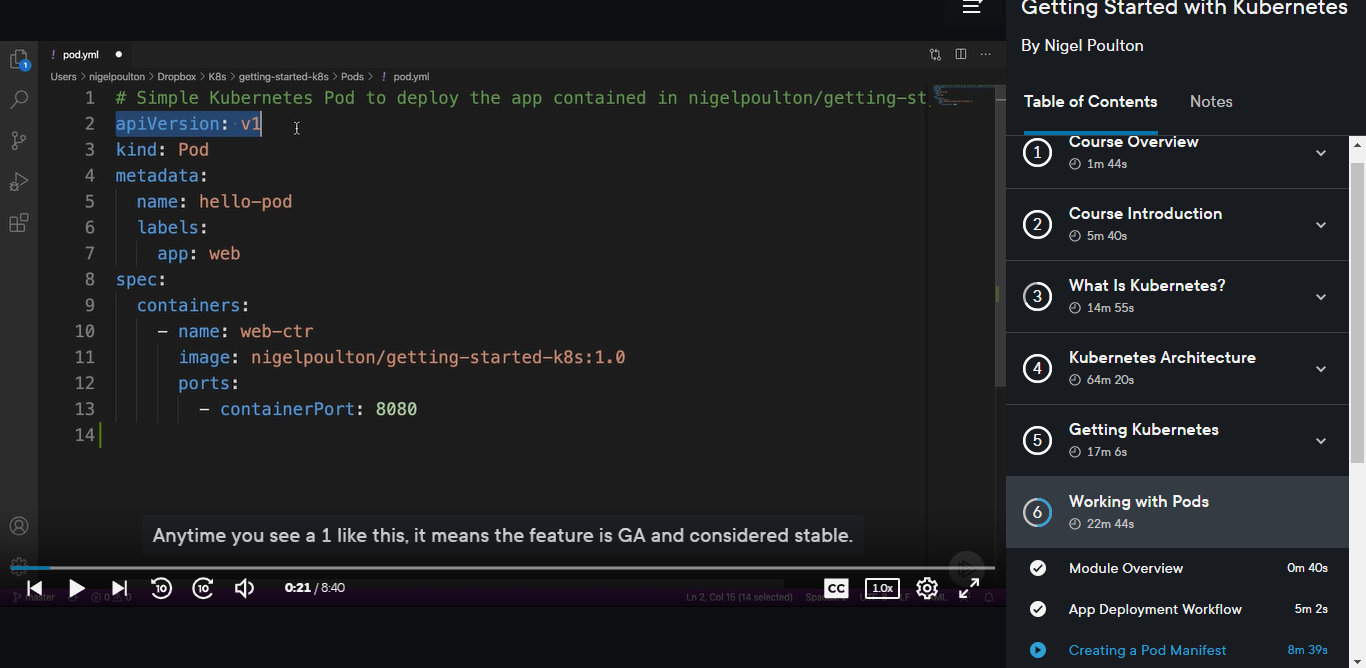 pod.yml
Users > nigelpoulton > Dropbox > K8s > getting-started-k8s > Pods > ! pod.yml
1 # Simple Kubernetes Pod to deploy the app contained in nigelpoulton/getting-st
2 apiVersion: v1
3 kind: Pod
4 metadata:
5 name: hello-pod
6 labels:
7 app: web
8 spec:
9 containers:
10 - name: web-ctr
11 image: nigelpoulton/getting-started-k8s:1.0
12 ports:
13 - containerPort: 8080
14
Anytime you see a 1 like this, it means the feature is GA and considered stable.
10 10 0:21 / 8:40 CC 1.0x
master 0 0 Ln 2, Col 15 (14 selected)
Getting Started with Kubernetes
By Nigel Poulton
Table of Contents Notes
1 Course Overview
1m 44s
2 Course Introduction
5m 40s
3 What Is Kubernetes?
14m 55s
4 Kubernetes Architecture
64m 20s
5 Getting Kubernetes
17m 6s
6 Working with Pods
22m 44s
Module Overview 0m 40s
App Deployment Workflow 5m 2s
Creating a Pod Manifest 8m 39s